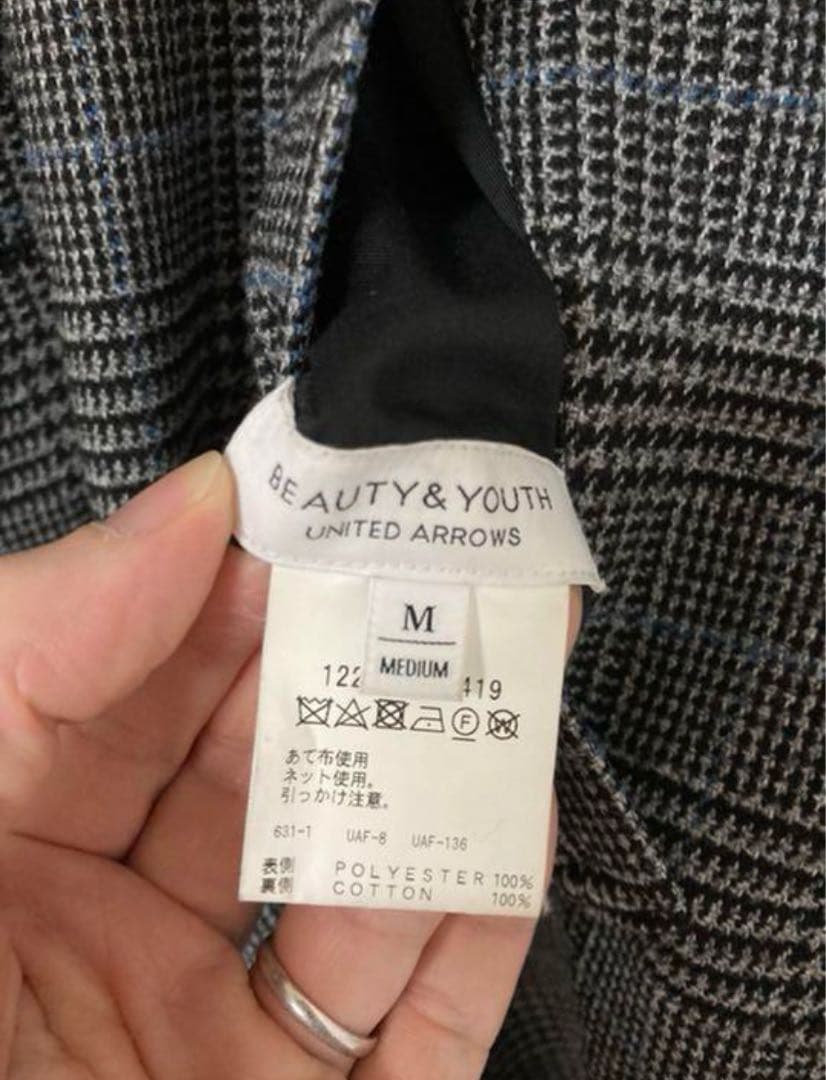 BEAUTY & YOUTH
UNITED ARROWS
M
MEDIUM
122 419
F
W
あて布使用
ネット使用。
引っかけ注意。
631-1 UAF-8 UAF-136
表側 POLYESTER 100%
裏側 COTTON 100%